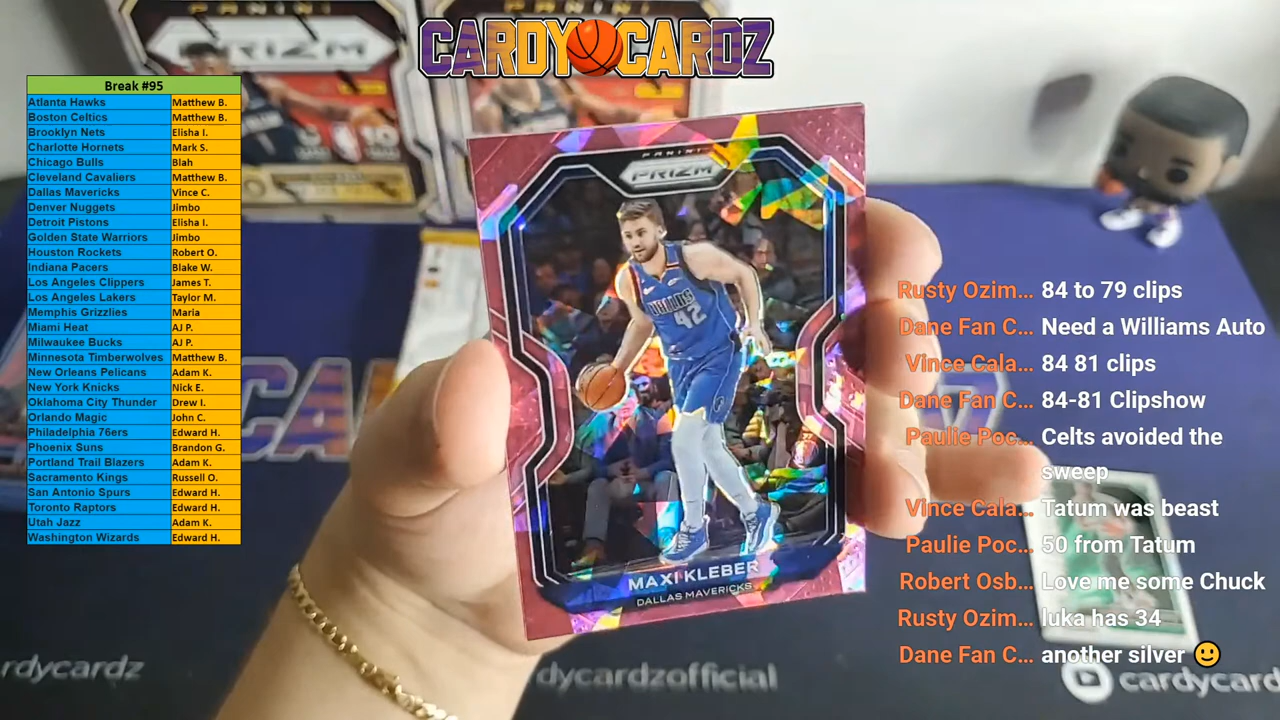 CARDY CARDZ
PANINI
PRIZM
Break #95
Atlanta Hawks Matthew B.
Boston Celtics Matthew B.
Brooklyn Nets Elisha I.
Charlotte Hornets Mark S.
Chicago Bulls Blah
Cleveland Cavaliers Matthew B.
Dallas Mavericks Vince C.
Denver Nuggets Jimbo
Detroit Pistons Elisha I.
Golden State Warriors Jimbo
Houston Rockets Robert O.
Indiana Pacers Blake W.
Los Angeles Clippers James T.
Los Angeles Lakers Taylor M.
Memphis Grizzlies Maria
Miami Heat AJ P.
Milwaukee Bucks AJ P.
Minnesota Timberwolves Matthew B.
New Orleans Pelicans Adam K.
New York Knicks Nick E.
Oklahoma City Thunder Drew I.
Orlando Magic John C.
Philadelphia 76ers Edward H.
Phoenix Suns Brandon G.
Portland Trail Blazers Adam K.
Sacramento Kings Russell O.
San Antonio Spurs Edward H.
Toronto Raptors Edward H.
Utah Jazz Adam K.
Washington Wizards Edward H.
PANINI
PRIZM
DALLAS
42
MAXI KLEBER
DALLAS MAVERICKS
Rusty Ozim... 84 to 79 clips
Dane Fan C... Need a Williams Auto
Vince Cala... 84 81 clips
Dane Fan C... 84-81 Clipshow
Paulie Poc... Celts avoided the
sweep
Vince Cala... Tatum was beast
Paulie Poc... 50 from Tatum
Robert Osb... Love me some Chuck
Rusty Ozim... luka has 34
Dane Fan C... another silver 🙂
rdycardz
dycardzofficial
cardycard